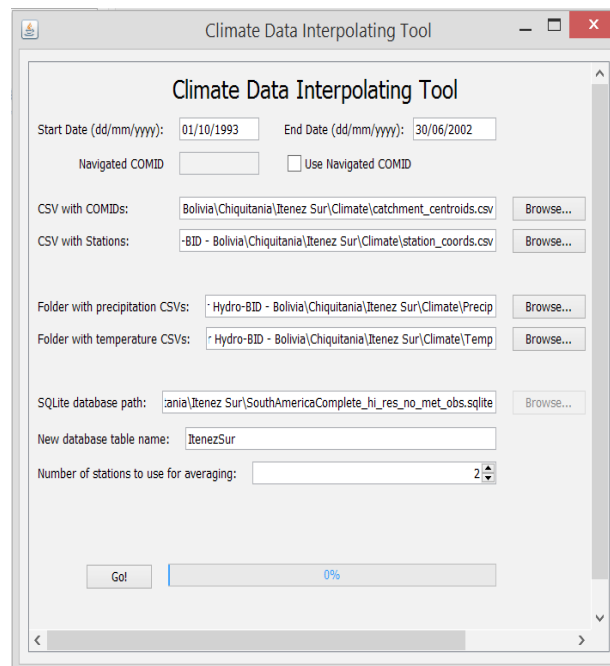 Climate Data Interpolating Tool
Climate Data Interpolating Tool
Start Date (dd/mm/yyyy): 01/10/1993 End Date (dd/mm/yyyy): 30/06/2002
Navigated COMID Use Navigated COMID
CSV with COMIDs: Bolivia\Chiquitania\Itenez Sur\Climate\catchment_centroids.csv Browse...
CSV with Stations: -BID - Bolivia\Chiquitania\Itenez Sur\Climate\station_coords.csv Browse...
Folder with precipitation CSVs: Hydro-BID - Bolivia\Chiquitania\Itenez Sur\Climate\Precip Browse...
Folder with temperature CSVs: Hydro-BID - Bolivia\Chiquitania\Itenez Sur\Climate\Temp Browse...
SQLite database path: tania\Itenez Sur\SouthAmericaComplete_hi_res_no_met_obs.sqlite Browse...
New database table name: ItenezSur
Number of stations to use for averaging: 2
Go! 0%